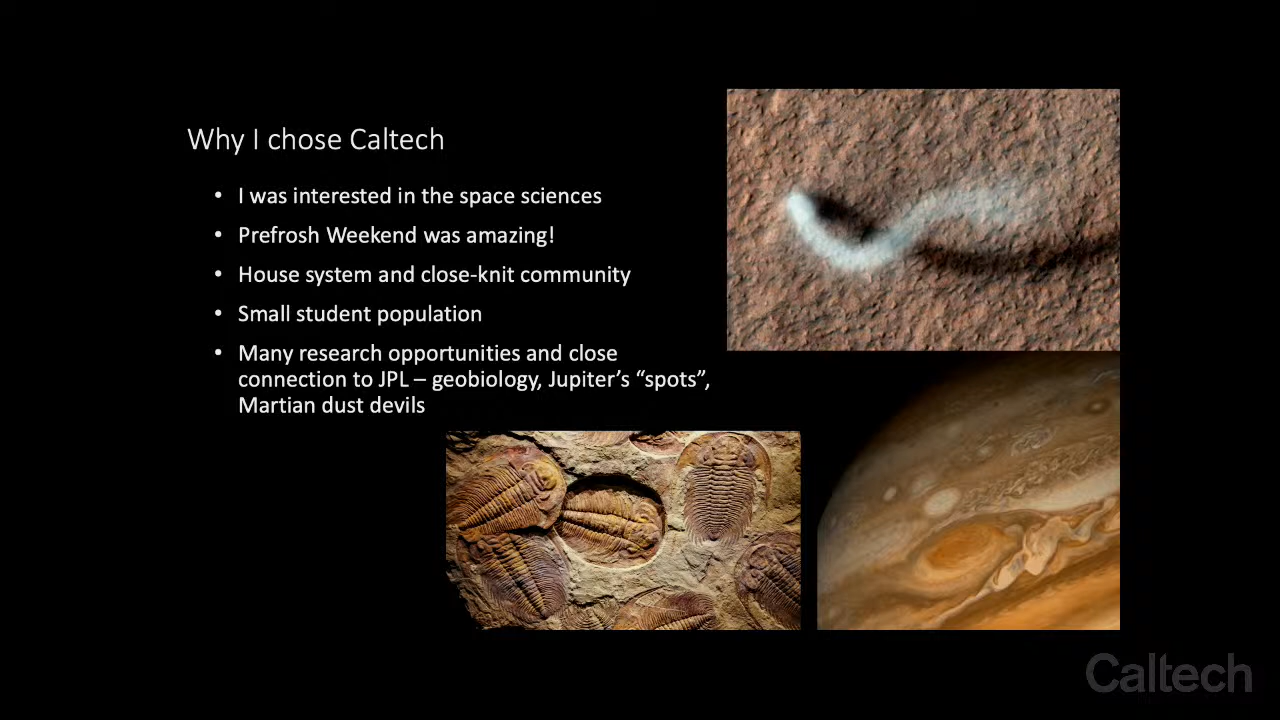 Why I chose Caltech
• I was interested in the space sciences
• Prefrosh Weekend was amazing!
• House system and close-knit community
• Small student population
• Many research opportunities and close
connection to JPL – geobiology, Jupiter’s “spots”,
Martian dust devils
Caltech